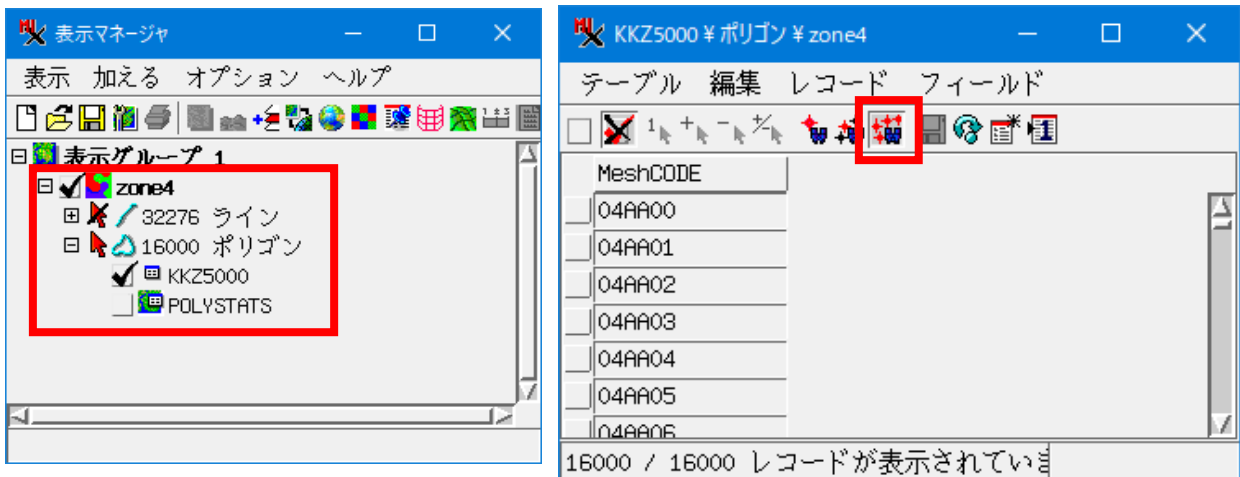 表示マネージャ
表示 加える オプション ヘルプ
表示グループ 1
zone4
32276 ライン
16000 ポリゴン
KKZ5000
POLYSTATS
KKZ5000 ¥ ポリゴン ¥ zone4
テーブル 編集 レコード フィールド
MeshCODE
04AA00
04AA01
04AA02
04AA03
04AA04
04AA05
04AA06
16000 / 16000 レコードが表示されていま